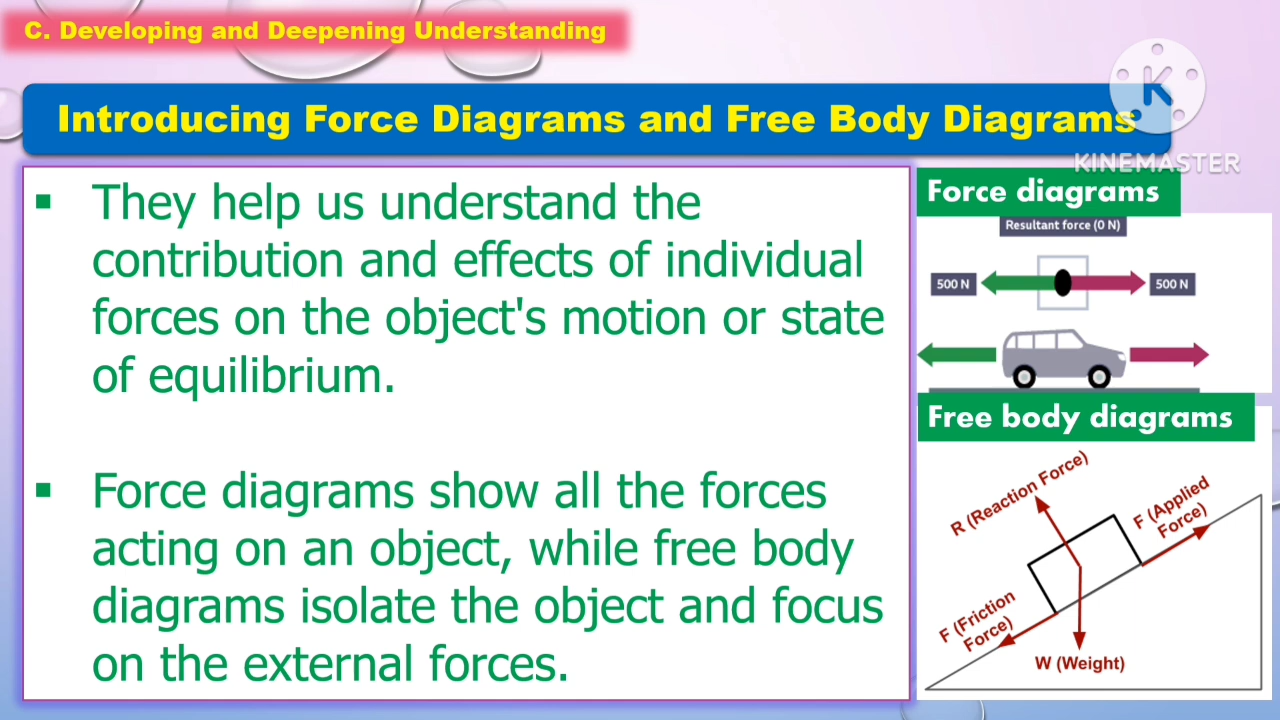 C. Developing and Deepening Understanding
Introducing Force Diagrams and Free Body Diagrams
K
KINEMASTER
▪ They help us understand the
contribution and effects of individual
forces on the object's motion or state
of equilibrium.
▪ Force diagrams show all the forces
acting on an object, while free body
diagrams isolate the object and focus
on the external forces.
Force diagrams
Resultant force (0 N)
500 N
500 N
Free body diagrams
R (Reaction Force)
F (Applied
Force)
F (Friction
Force)
W (Weight)